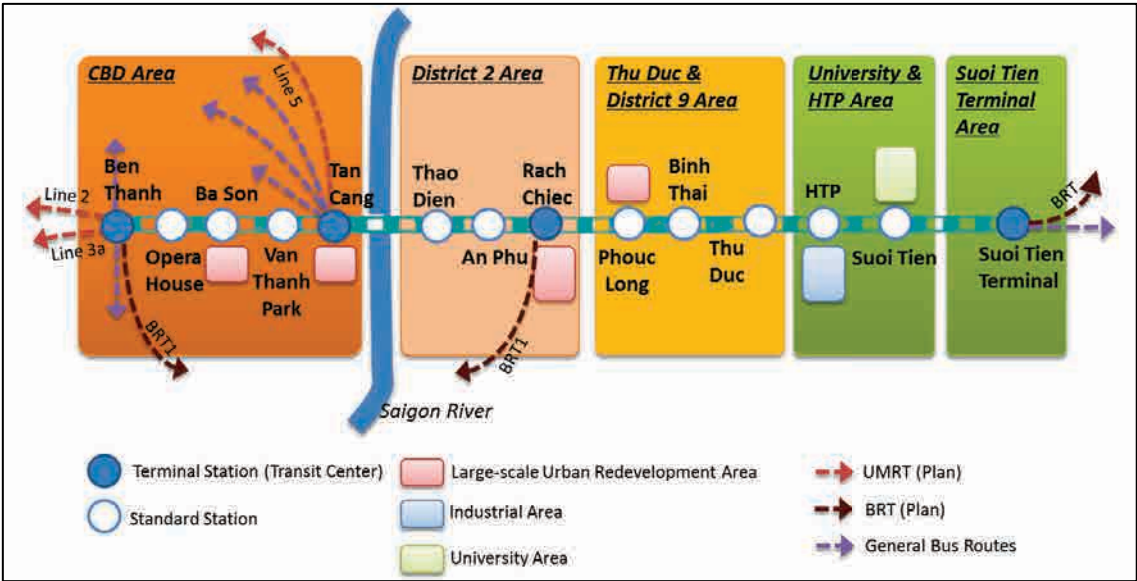 CBD Area
District 2 Area
Thu Duc &
District 9 Area
University &
HTP Area
Suoi Tien
Terminal
Area
Line 5
Ben
Thanh
Ba Son
Tan
Cang
Thao
Dien
Rach
Chiec
Binh
Thai
HTP
BRT
Line 2
Line 3a
Opera
House
Van
Thanh
Park
An Phu
Phouc
Long
Thu
Duc
Suoi Tien
Suoi Tien
Terminal
BRT1
BRT1
Saigon River
Terminal Station (Transit Center)
Standard Station
Large-scale Urban Redevelopment Area
Industrial Area
University Area
UMRT (Plan)
BRT (Plan)
General Bus Routes